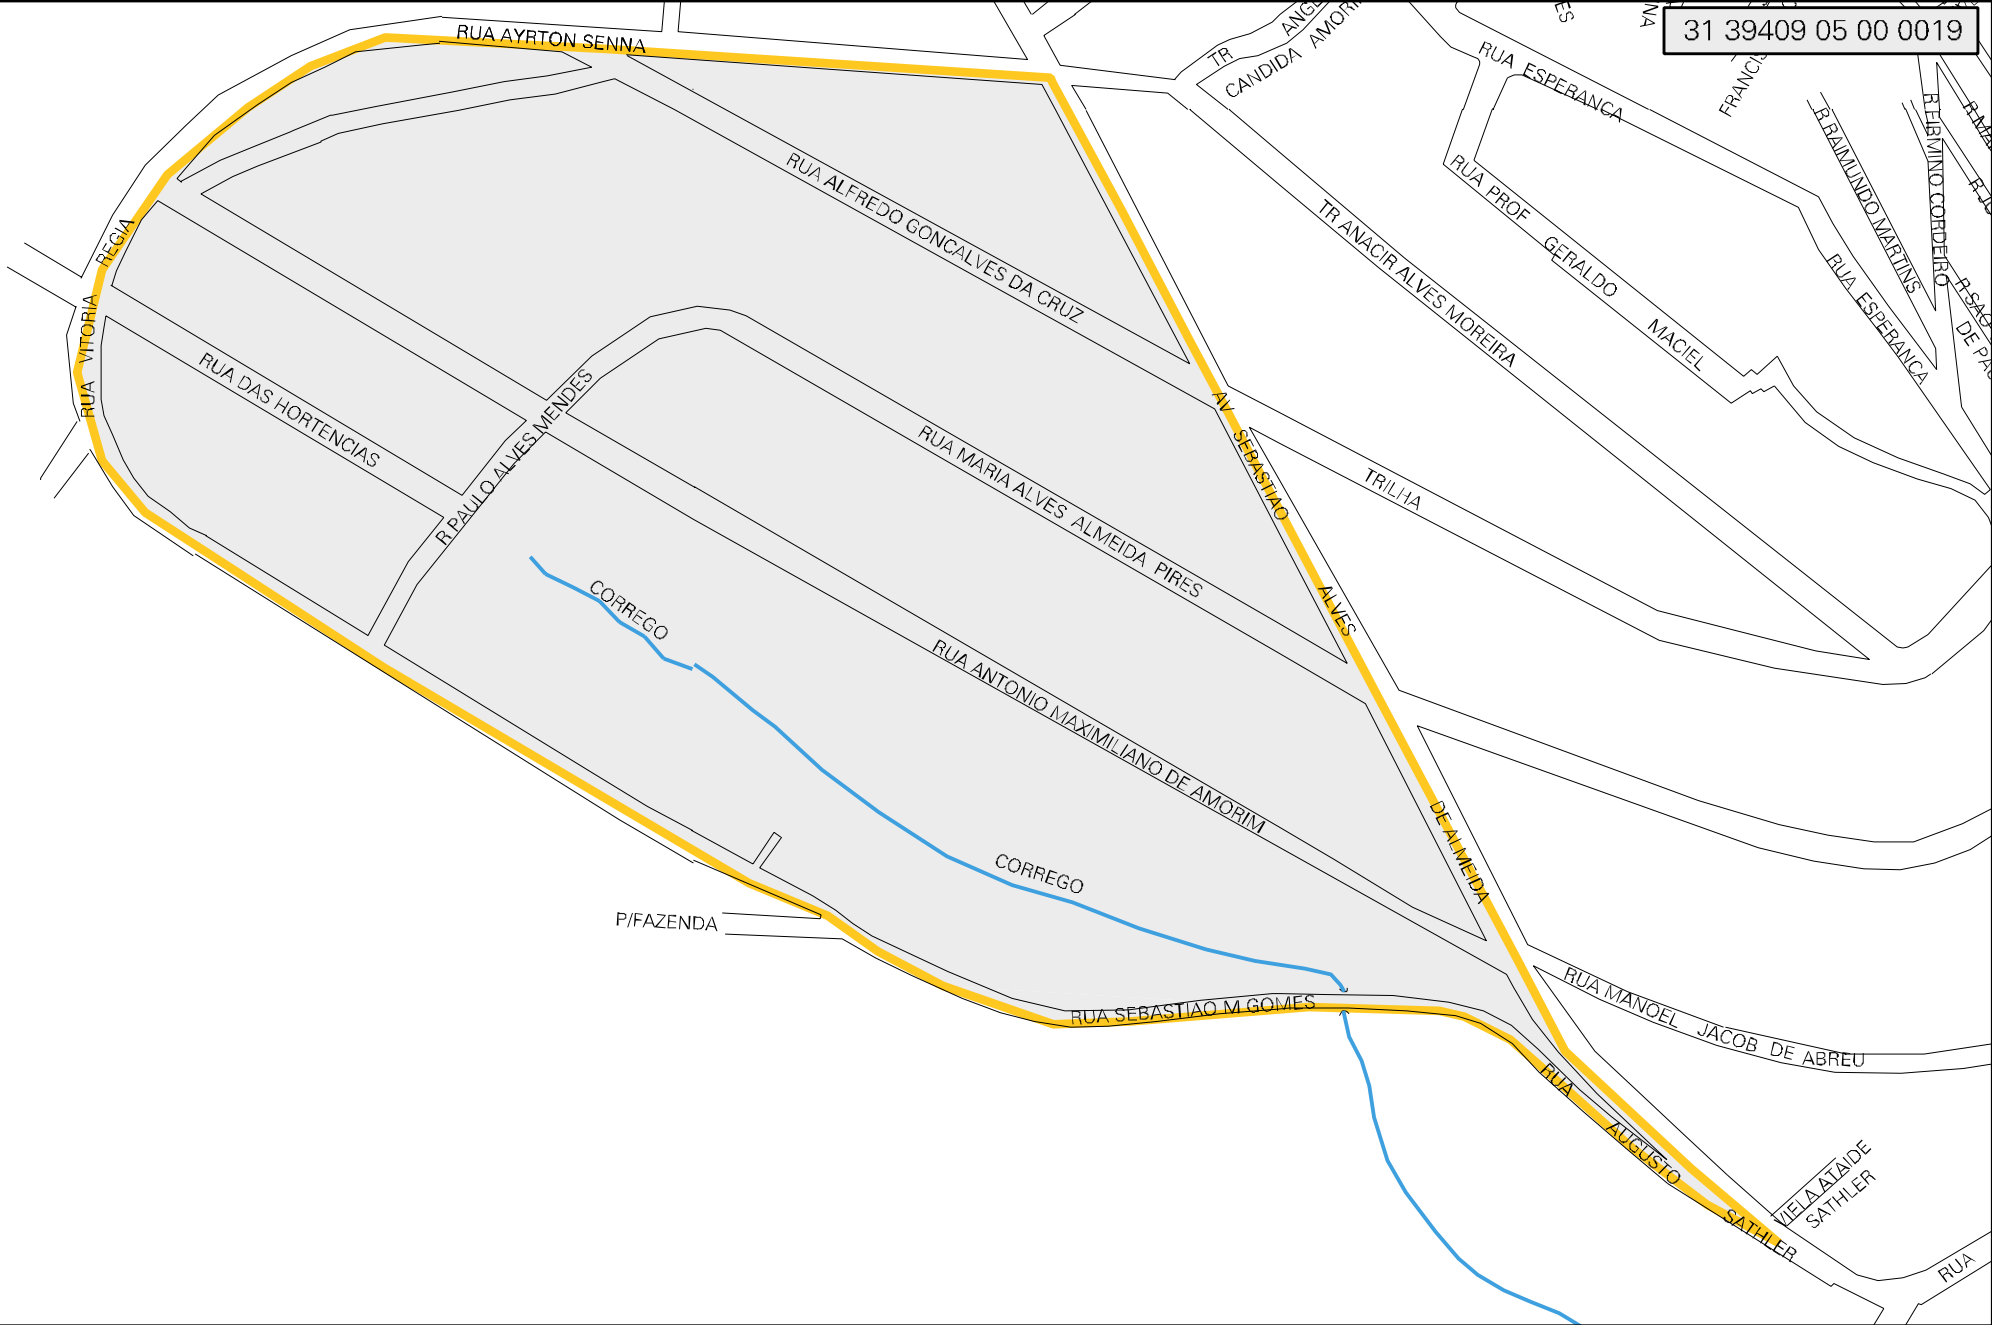 31 39409 05 00 0019
RUA AYRTON SENNA
TR
CANDIDA AMORIM
RUA ESPERANCA
R RAIMUNDO MARTINS
RUA ALFREDO GONCALVES DA CRUZ
RUA PROF GERALDO MACIEL
TR ANACIR ALVES MOREIRA
RUA ESPERANCA
RUA VITORIA REGIA
RUA DAS HORTENCIAS
R PAULO ALVES MENDES
RUA MARIA ALVES ALMEIDA PIRES
AV SEBASTIAO ALVES DE ALMEIDA
TRILHA
CORREGO
RUA ANTONIO MAXIMILIANO DE AMORIM
CORREGO
P/FAZENDA
RUA SEBASTIAO M GOMES
RUA MANOEL JACOB DE ABREU
RUA AUGUSTO SATHLER
VIELA ATAIDE
SATHLER
RUA